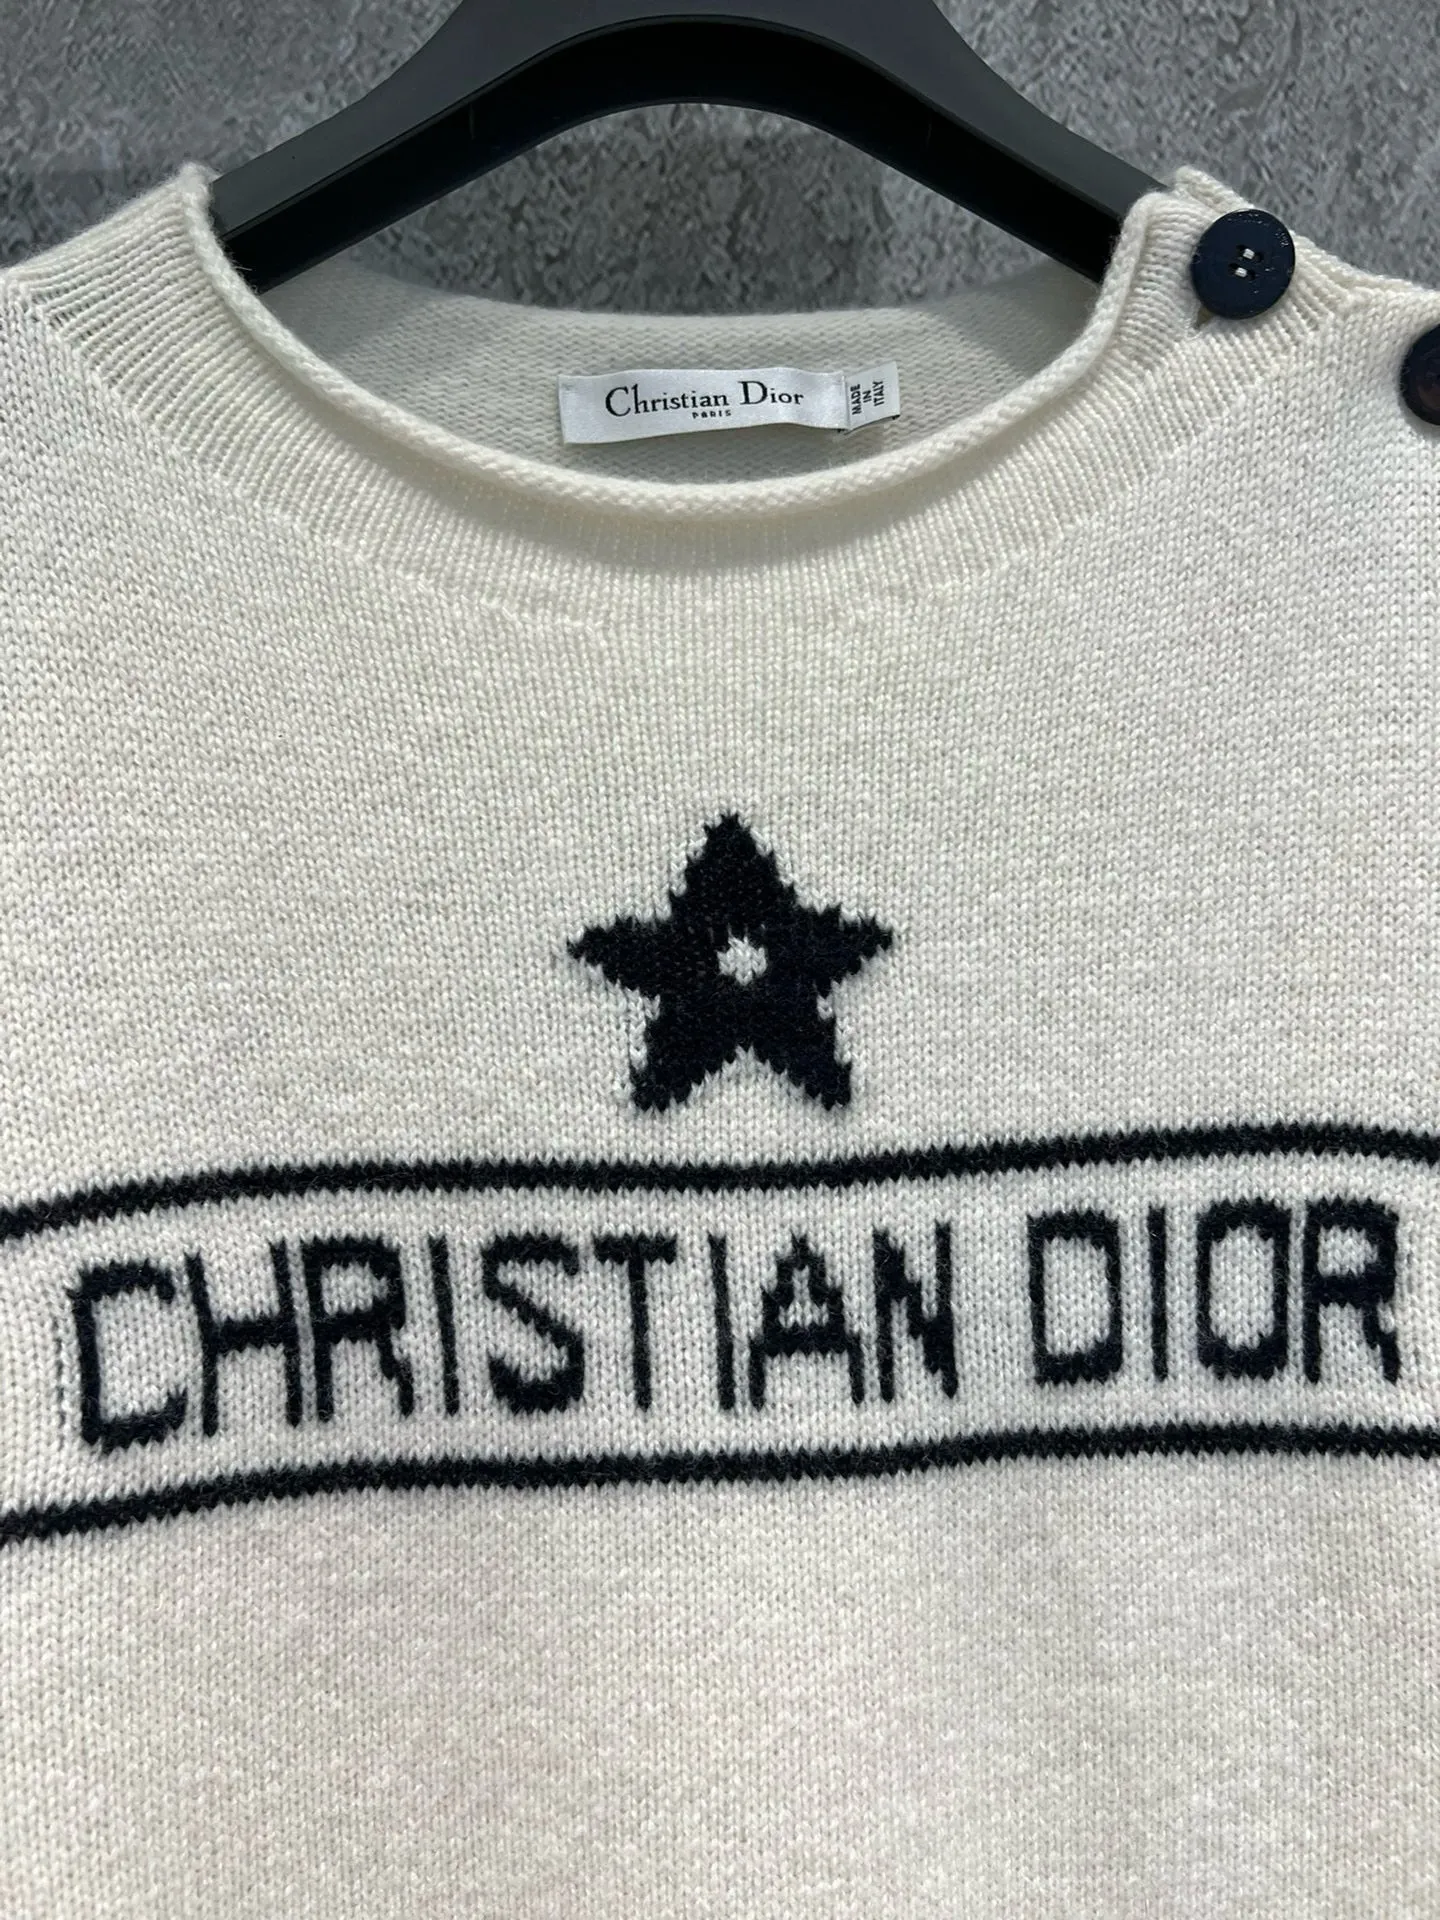 Christian Dior
PARIS
MADE
IN
ITALY
CHRISTIAN DIOR